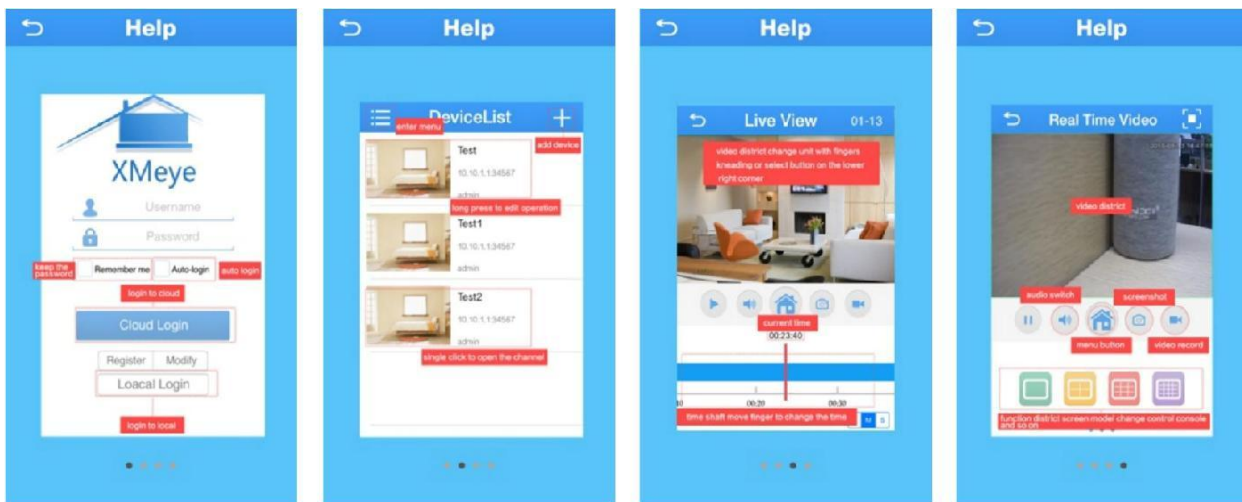 Help
XMeye
Username
Password
keep the password
Remember me
Auto-login
auto login
login to cloud
Cloud Login
Register
Modify
Loacal Login
login to local
Help
DeviceList
enter menu
add device
Test
10.10.1.1:34567
admin
long press to edit operation
Test1
10.10.1.1:34567
admin
Test2
10.10.1.1:34567
admin
single click to open the channel
Help
Live View 01-13
video district change unit with fingers
kneading or select button on the lower
right corner
current time
00:23:40
00:20
00:30
time shaft move finger to change the time
M
S
Help
Real Time Video
video district
audio switch
screenshot
menu button
video record
function district screen model change control console
and so on